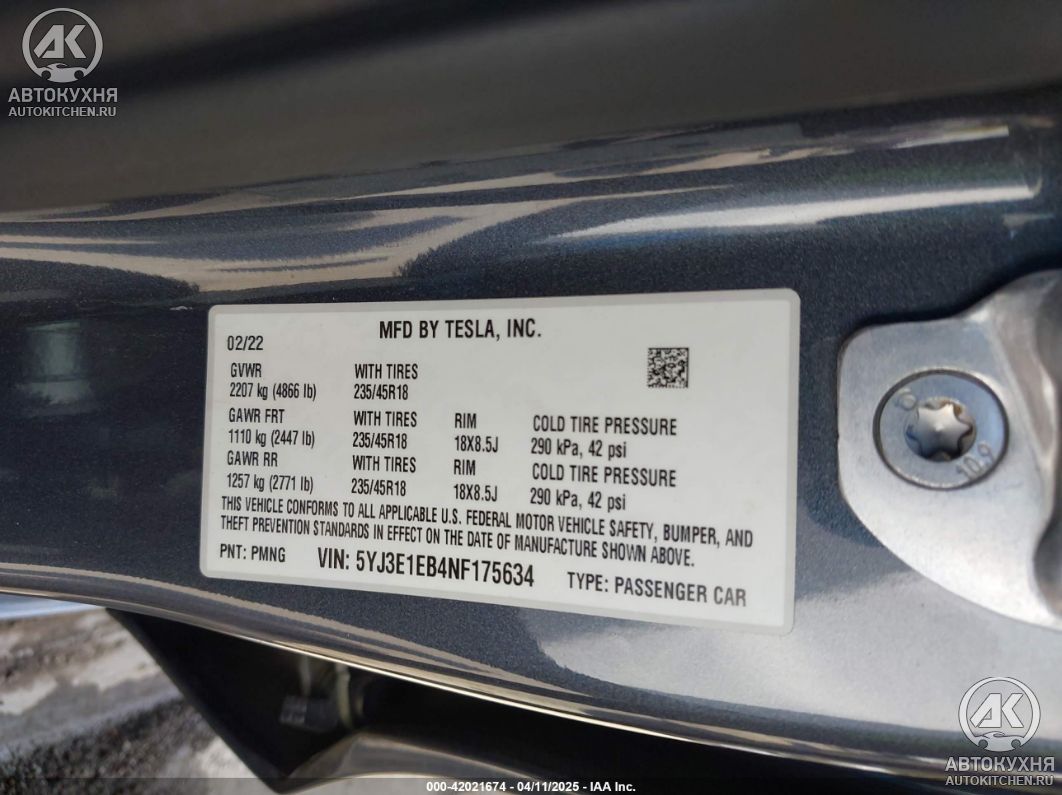 AK
АВТОКУХНЯ
AUTOKITCHEN.RU
MFD BY TESLA, INC.
02/22
GVWR WITH TIRES
2207 kg (4866 lb) 235/45R18
GAWR FRT WITH TIRES RIM COLD TIRE PRESSURE
1110 kg (2447 lb) 235/45R18 18X8.5J 290 kPa, 42 psi
GAWR RR WITH TIRES RIM COLD TIRE PRESSURE
1257 kg (2771 lb) 235/45R18 18X8.5J 290 kPa, 42 psi
THIS VEHICLE CONFORMS TO ALL APPLICABLE U.S. FEDERAL MOTOR VEHICLE SAFETY, BUMPER, AND
THEFT PREVENTION STANDARDS IN EFFECT ON THE DATE OF MANUFACTURE SHOWN ABOVE.
PNT: PMNG VIN: 5YJ3E1EB4NF175634 TYPE: PASSENGER CAR
10.9
AK
АВТОКУХНЯ
AUTOKITCHEN.RU
000-42021674 - 04/11/2025 - IAA Inc.